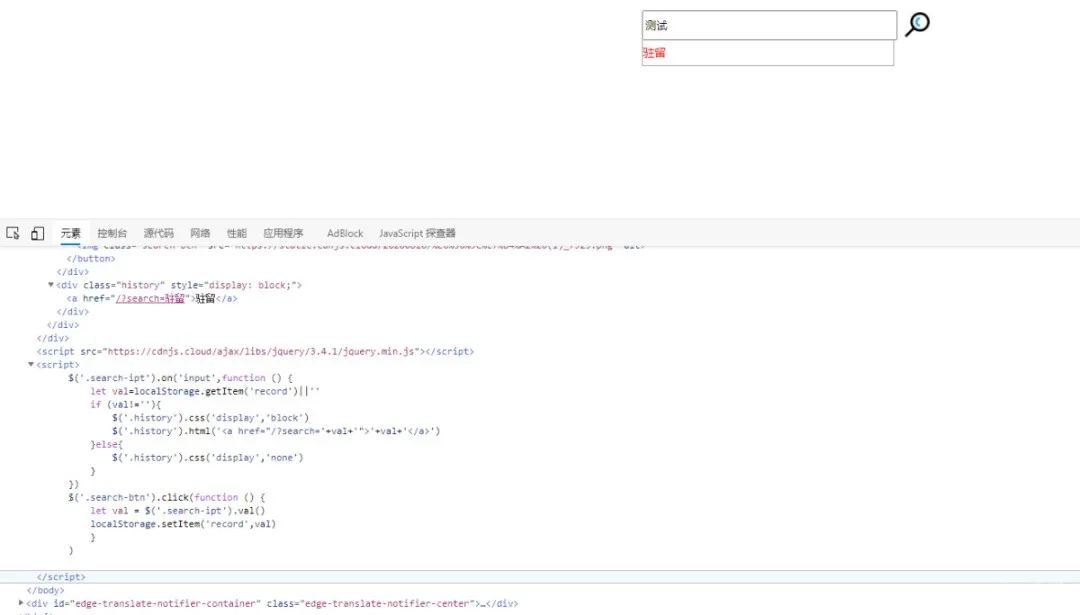 测试
驻留
元素 控制台 源代码 网络 性能 应用程序 AdBlock JavaScript 探查器
</button>
</div>
▼<div class="history" style="display: block;">
<a href="/?search=驻留">驻留</a>
</div>
</div>
</div>
<script src="https://cdnjs.cloud/ajax/libs/jquery/3.4.1/jquery.min.js"></script>
▼<script>
$('.search-ipt').on('input',function () {
let val=localStorage.getItem('record')||''
if (val!=''){
$('.history').css('display','block')
$('.history').html('<a href="/?search='+val+'">'+val+'</a>')
}else{
$('.history').css('display','none')
}
})
$('.search-btn').click(function () {
let val = $('.search-ipt').val()
localStorage.setItem('record',val)
}
)
</script>
</body>
▶<div id="edge-translate-notifier-container" class="edge-translate-notifier-center">…</div>